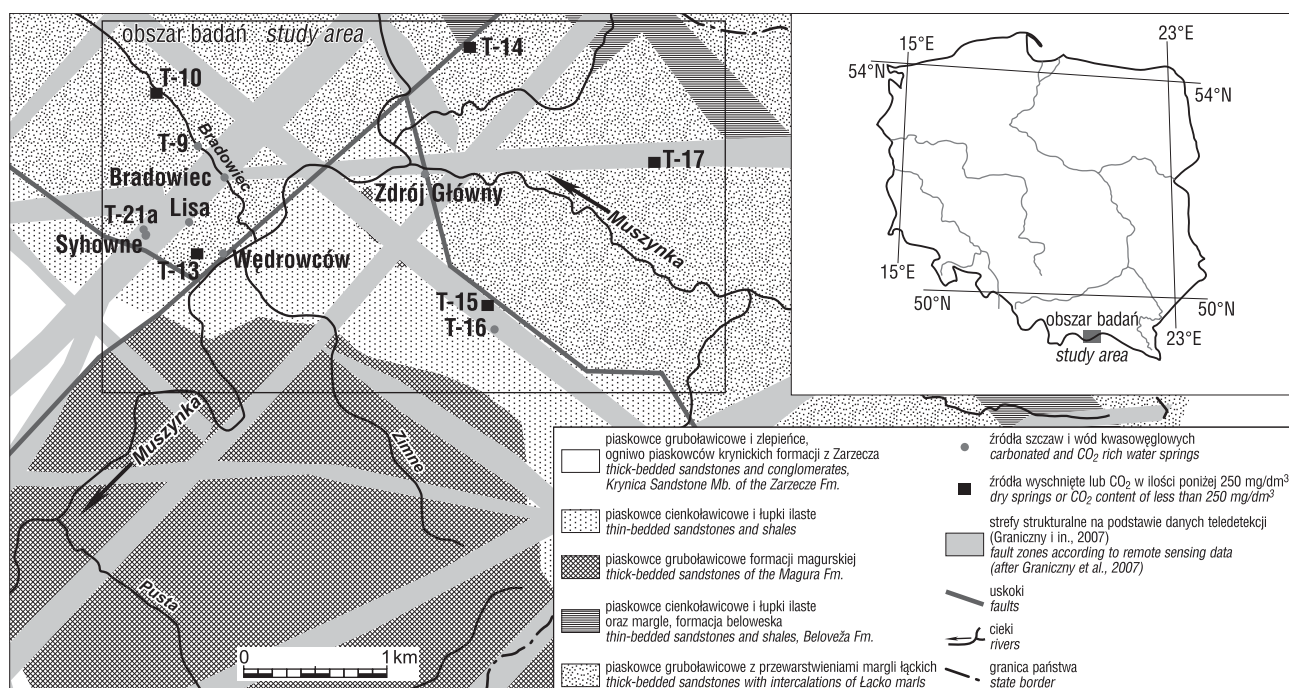 obszar badań study area
T-14
T-10
T-9
Bradowiec
Bradowiec
T-17
Zdrój Główny
Lisa
T-21a
Syhowne
Muszynka
T-13
Wędrowców
T-15
T-16
Muszynka
Zimne
Pusta
0 1 km
15°E
23°E
54°N
54°N
15°E
50°N
50°N
23°E
obszar badań
study area
piaskowce gruboławicowe i zlepieńce,
ogniwo piaskowców krynickich formacji z Zarzecza
thick-bedded sandstones and conglomerates,
Krynica Sandstone Mb. of the Zarzecze Fm.
piaskowce cienkoławicowe i łupki ilaste
thin-bedded sandstones and shales
piaskowce gruboławicowe formacji magurskiej
thick-bedded sandstones of the Magura Fm.
piaskowce cienkoławicowe i łupki ilaste
oraz margle, formacja beloweska
thin-bedded sandstones and shales, Beloveža Fm.
piaskowce gruboławicowe z przewarstwieniami margli łąckich
thick-bedded sandstones with intercalations of Łącko marls
źródła szczaw i wód kwasowęglowych
carbonated and CO₂ rich water springs
źródła wyschnięte lub CO₂ w ilości poniżej 250 mg/dm³
dry springs or CO₂ content of less than 250 mg/dm³
strefy strukturalne na podstawie danych teledetekcji
(Graniczny i in., 2007)
fault zones according to remote sensing data
(after Graniczny et al., 2007)
uskoki
faults
cieki
rivers
granica państwa
state border